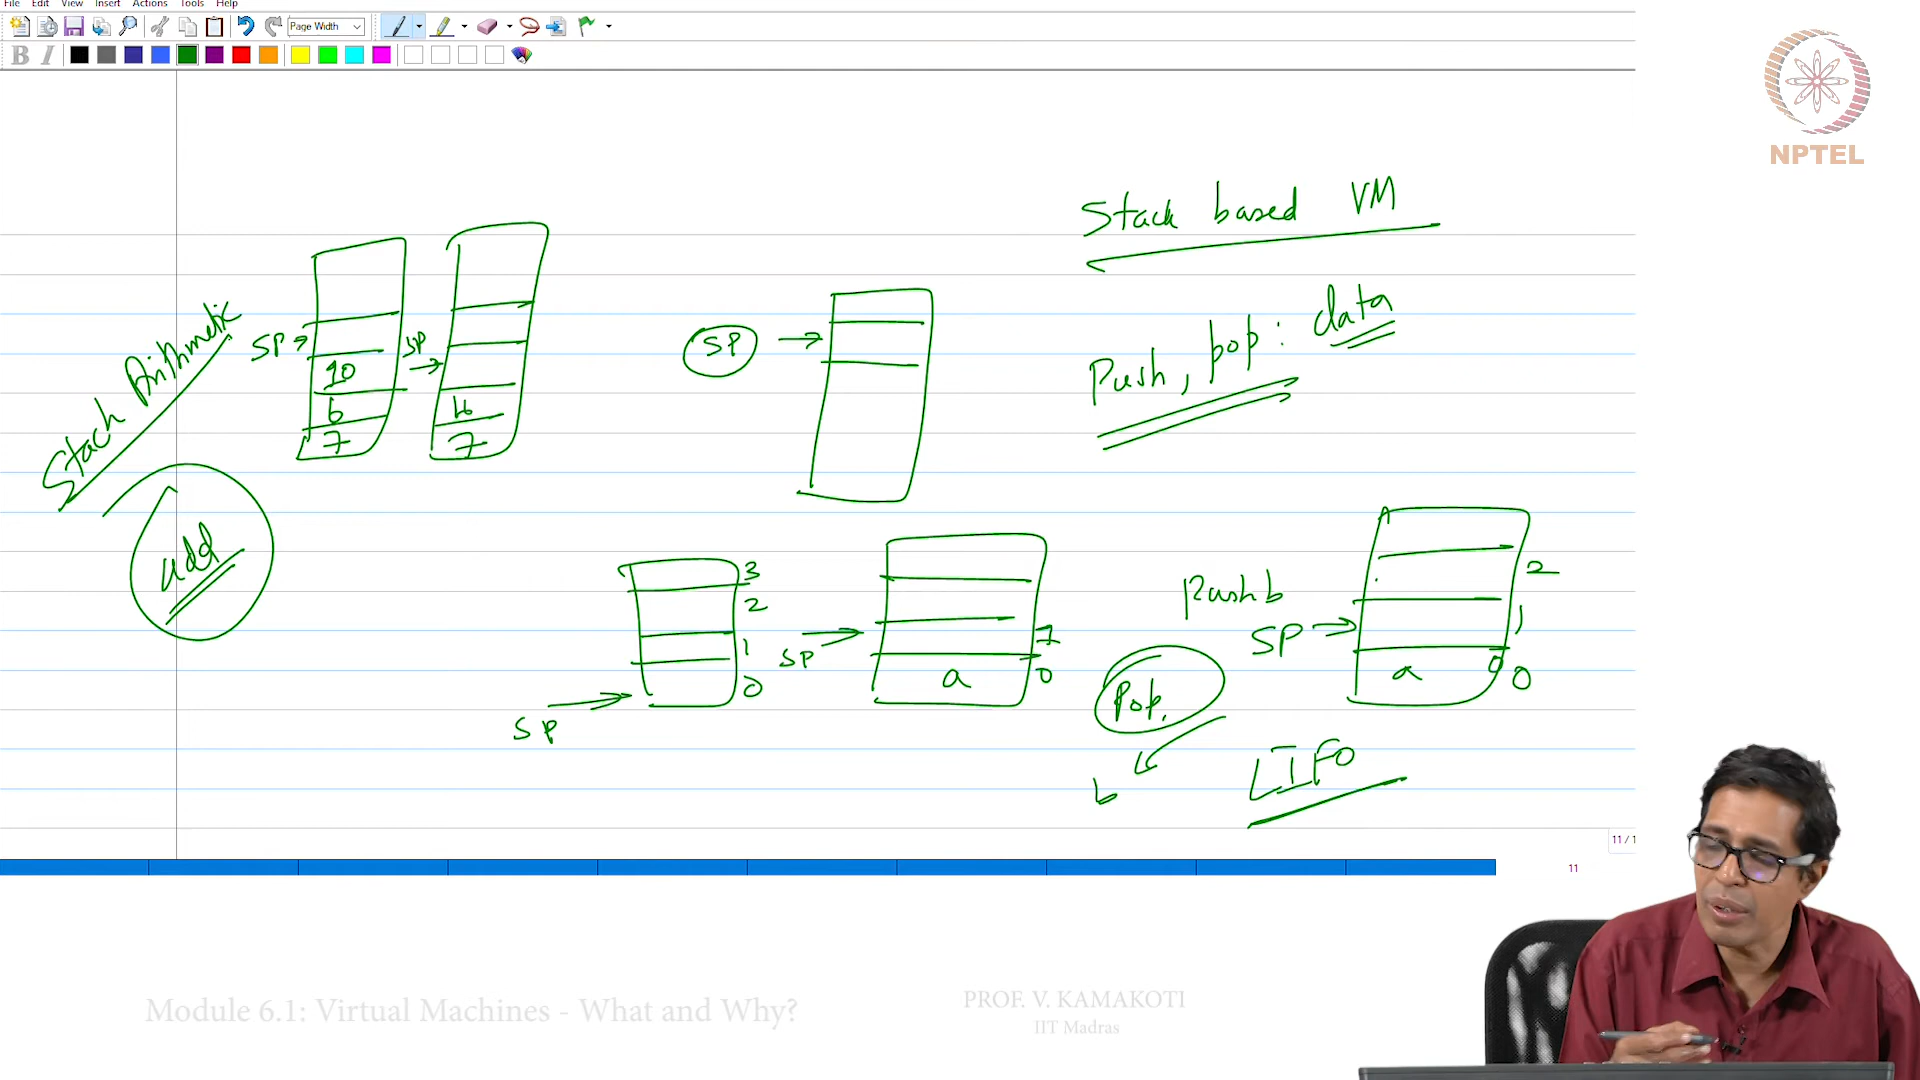 File Edit View Insert Actions Tools Help
Page Width
B I
NPTEL
Stack based VM
Push, pop: data
Stack Arithmetic
SP
10
6
7
SP
7
SP
add
3
2
1
0
SP
SP
1
0
a
Push b
SP
2
1
0
a
Pop.
b
LIFO
11 / 1
11
Module 6.1: Virtual Machines - What and Why?
PROF. V. KAMAKOTI
IIT Madras